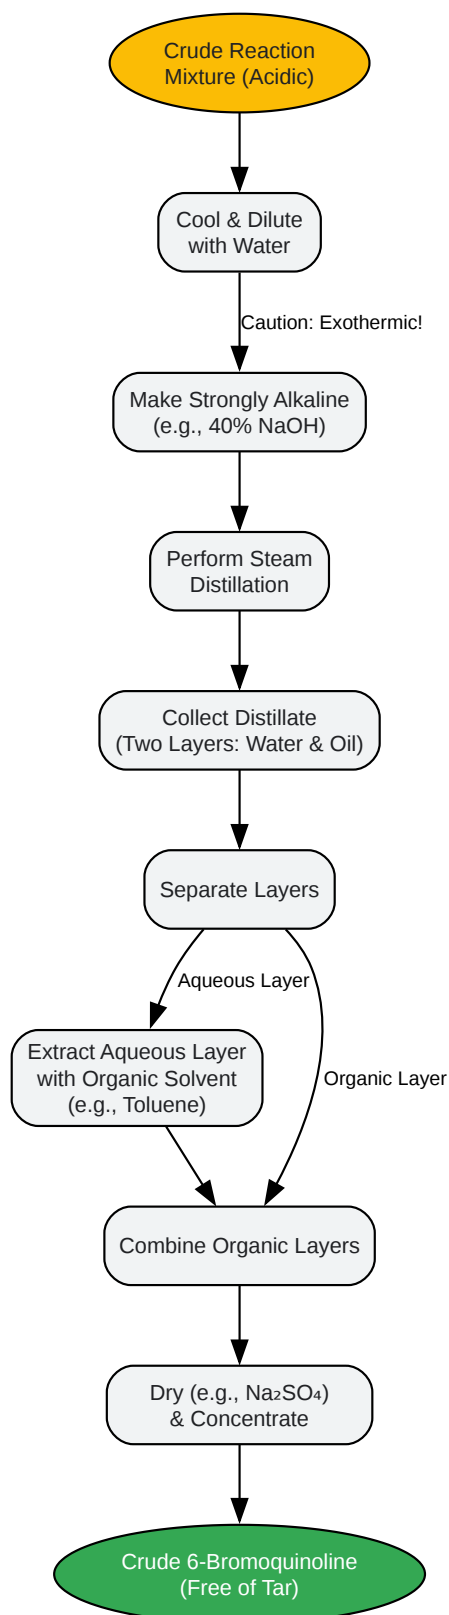 Crude Reaction
Mixture (Acidic)
Cool & Dilute
with Water
Caution: Exothermic!
Make Strongly Alkaline
(e.g., 40% NaOH)
Perform Steam
Distillation
Collect Distillate
(Two Layers: Water & Oil)
Separate Layers
Aqueous Layer
Extract Aqueous Layer
with Organic Solvent
(e.g., Toluene)
Organic Layer
Combine Organic Layers
Dry (e.g., Na₂SO₄)
& Concentrate
Crude 6-Bromoquinoline
(Free of Tar)